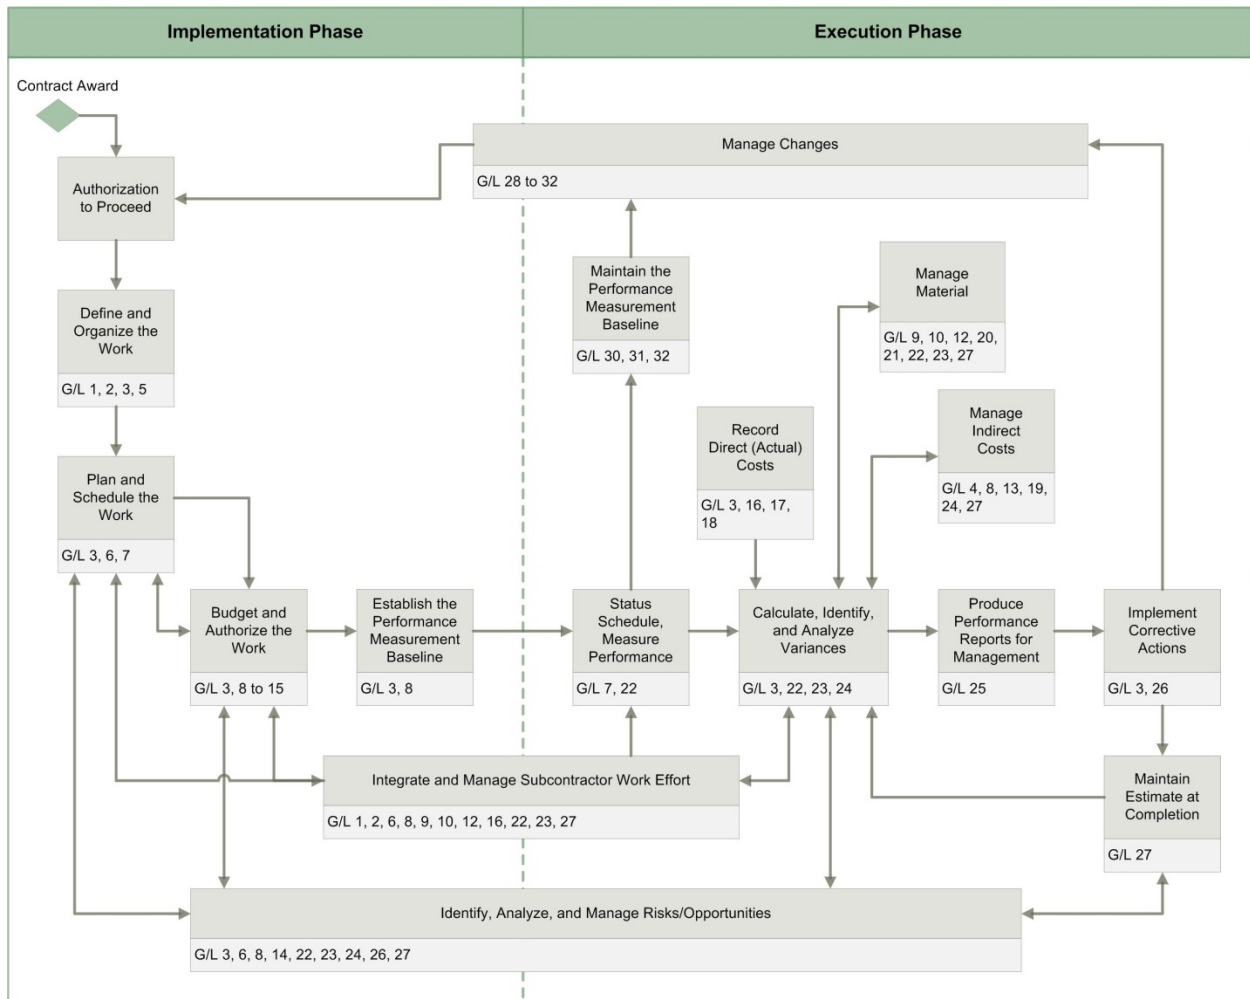 Implementation Phase
Execution Phase
Contract Award
Manage Changes
G/L 28 to 32
Authorization
to Proceed
Define and
Organize the
Work
G/L 1, 2, 3, 5
Maintain the
Performance
Measurement
Baseline
G/L 30, 31, 32
Manage
Material
G/L 9, 10, 12, 20,
21, 22, 23, 27
Record
Direct (Actual)
Costs
G/L 3, 16, 17,
18
Manage
Indirect
Costs
G/L 4, 8, 13, 19,
24, 27
Plan and
Schedule the
Work
G/L 3, 6, 7
Budget and
Authorize the
Work
G/L 3, 8 to 15
Establish the
Performance
Measurement
Baseline
G/L 3, 8
Status
Schedule,
Measure
Performance
G/L 7, 22
Calculate, Identify,
and Analyze
Variances
G/L 3, 22, 23, 24
Produce
Performance
Reports for
Management
G/L 25
Implement
Corrective
Actions
G/L 3, 26
Integrate and Manage Subcontractor Work Effort
G/L 1, 2, 6, 8, 9, 10, 12, 16, 22, 23, 27
Maintain
Estimate at
Completion
G/L 27
Identify, Analyze, and Manage Risks/Opportunities
G/L 3, 6, 8, 14, 22, 23, 24, 26, 27